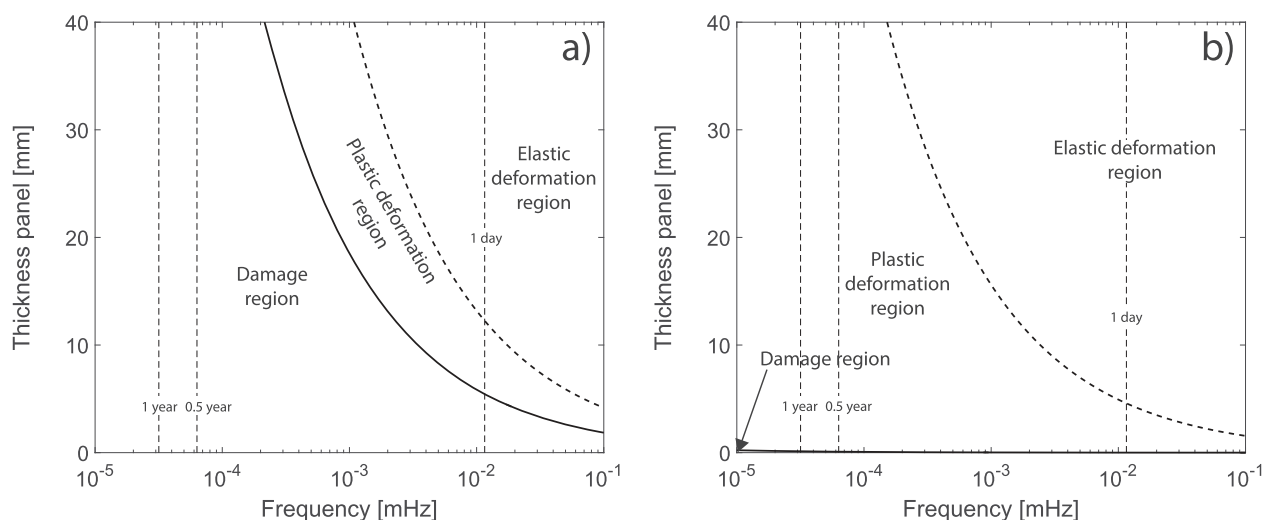 a)
40
30
20
10
0
Thickness panel [mm]
Elastic
deformation
region
Plastic deformation
region
1 day
Damage
region
1 year
0.5 year
10-5
10-4
10-3
10-2
10-1
Frequency [mHz]
b)
40
30
20
10
0
Thickness panel [mm]
Elastic deformation
region
Plastic
deformation
region
1 day
Damage region
1 year
0.5 year
10-5
10-4
10-3
10-2
10-1
Frequency [mHz]